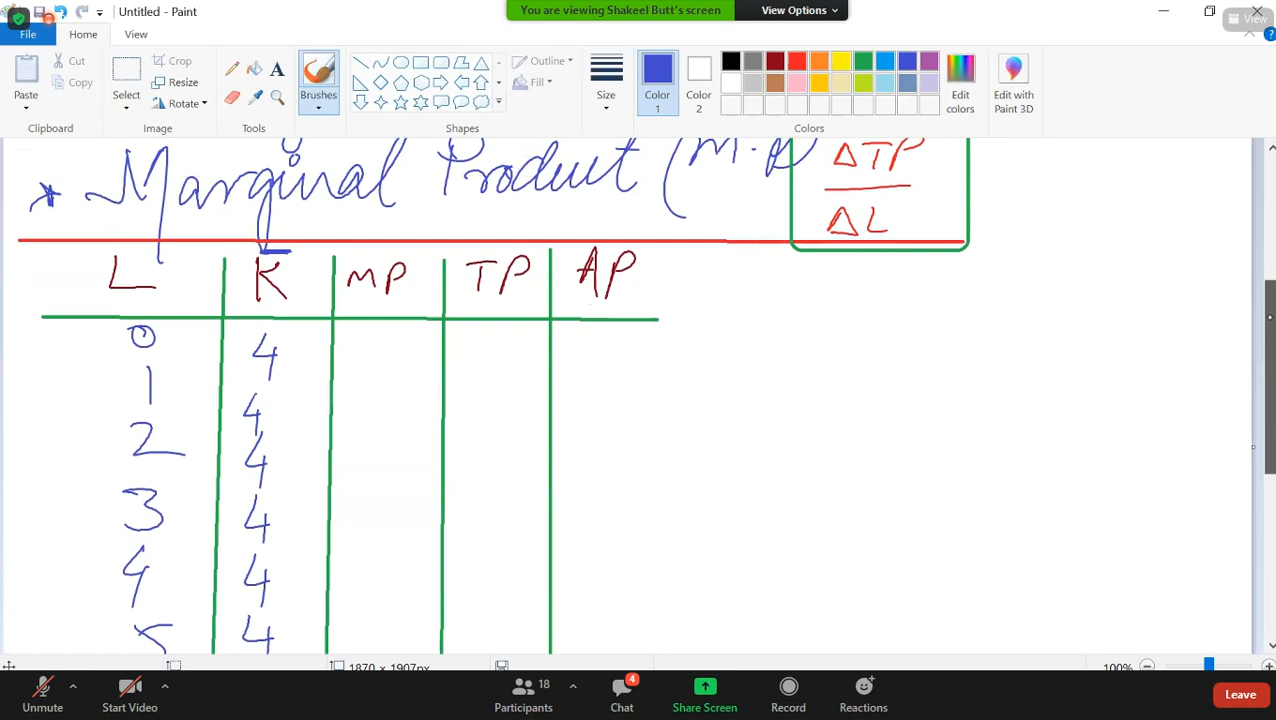 Untitled - Paint
You are viewing Shakeel Butt's screen
View Options
View
File
Home
View
Paste
Cut
Copy
Select
Crop
Resize
Rotate
A
Brushes
Outline
Fill
Size
Color 1
Color 2
Edit colors
Edit with Paint 3D
Clipboard
Image
Tools
Shapes
Colors
* Marginal Product (M.P
ΔTP
ΔL
L K MP TP AP
0 4
1 4
2 4
3 4
4 4
5 4
1870 × 1907px
100%
Unmute
Start Video
18
Participants
4
Chat
Share Screen
Record
Reactions
Leave